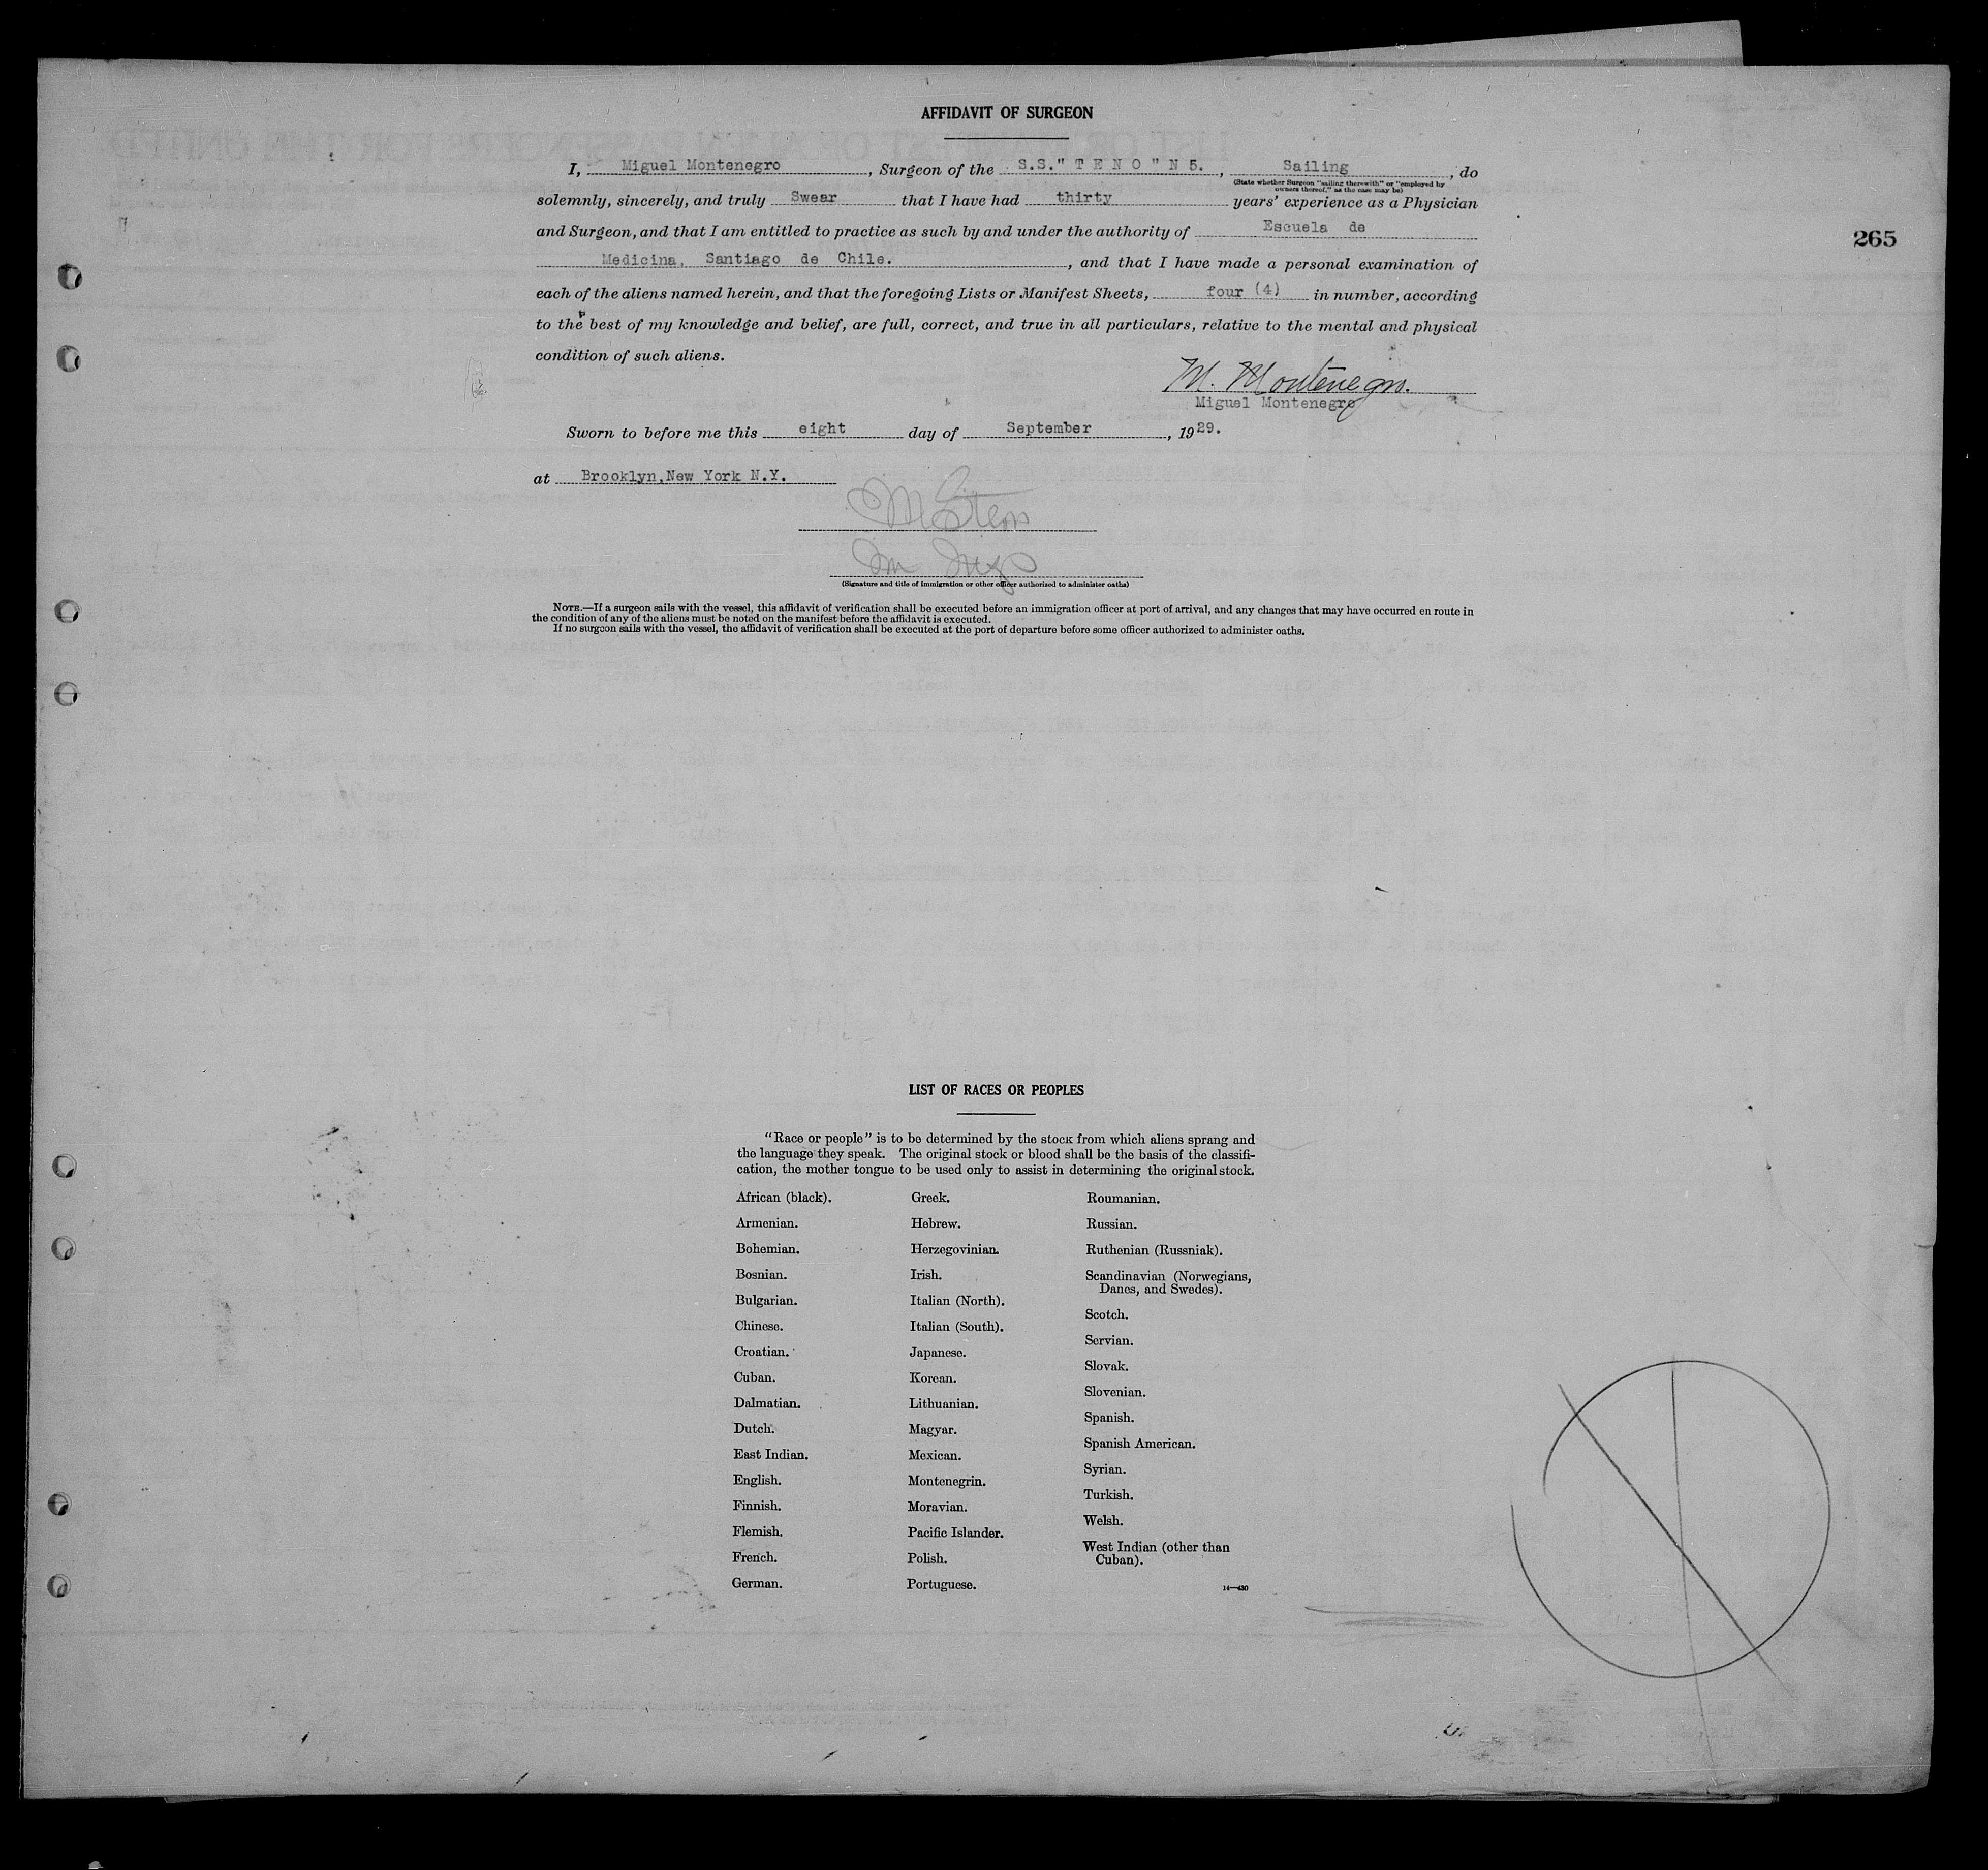 AFFIDAVIT OF SURGEON
I, Miguel Montenegro, Surgeon of the S.S." T E N O " N 5., Sailing, do
(State whether Surgeon "sailing therewith" or "employed by
owners thereof," as the case may be)
solemnly, sincerely, and truly Swear that I have had thirty years' experience as a Physician
and Surgeon, and that I am entitled to practice as such by and under the authority of Escuela de
Medicina, Santiago de Chile., and that I have made a personal examination of
265
each of the aliens named herein, and that the foregoing Lists or Manifest Sheets, four (4) in number, according
to the best of my knowledge and belief, are full, correct, and true in all particulars, relative to the mental and physical
condition of such aliens.
M. Montenegro.
Miguel Montenegro
Sworn to before me this eight day of September, 1929.
at Brooklyn,New York N.Y.
(Signature and title of immigration or other officer authorized to administer oaths)
NOTE.—If a surgeon sails with the vessel, this affidavit of verification shall be executed before an immigration officer at port of arrival, and any changes that may have occurred en route in
the condition of any of the aliens must be noted on the manifest before the affidavit is executed.
If no surgeon sails with the vessel, the affidavit of verification shall be executed at the port of departure before some officer authorized to administer oaths.
LIST OF RACES OR PEOPLES
"Race or people" is to be determined by the stock from which aliens sprang and
the language they speak. The original stock or blood shall be the basis of the classifi-
cation, the mother tongue to be used only to assist in determining the original stock.
African (black).
Armenian.
Bohemian.
Bosnian.
Bulgarian.
Chinese.
Croatian.
Cuban.
Dalmatian.
Dutch.
East Indian.
English.
Finnish.
Flemish.
French.
German.
Greek.
Hebrew.
Herzegovinian.
Irish.
Italian (North).
Italian (South).
Japanese.
Korean.
Lithuanian.
Magyar.
Mexican.
Montenegrin.
Moravian.
Pacific Islander.
Polish.
Portuguese.
Roumanian.
Russian.
Ruthenian (Russniak).
Scandinavian (Norwegians,
Danes, and Swedes).
Scotch.
Servian.
Slovak.
Slovenian.
Spanish.
Spanish American.
Syrian.
Turkish.
Welsh.
West Indian (other than
Cuban).
14—430